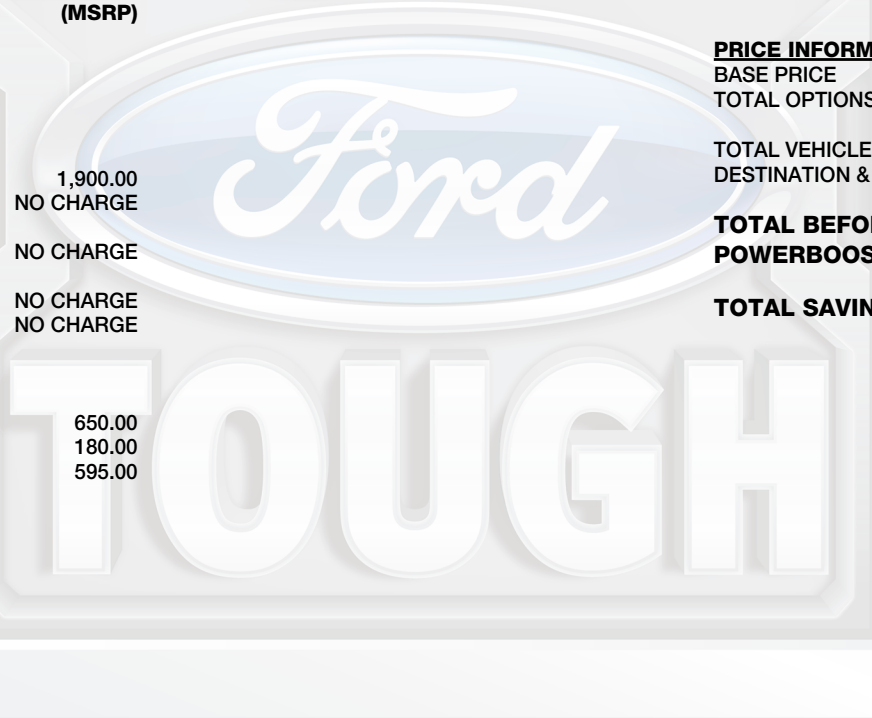 (MSRP)
1,900.00
NO CHARGE
NO CHARGE
NO CHARGE
NO CHARGE
650.00
180.00
595.00
PRICE INFORM
BASE PRICE
TOTAL OPTIONS
TOTAL VEHICLE
DESTINATION &
TOTAL BEFO
POWERBOOS
TOTAL SAVIN
Ford
TOUGH